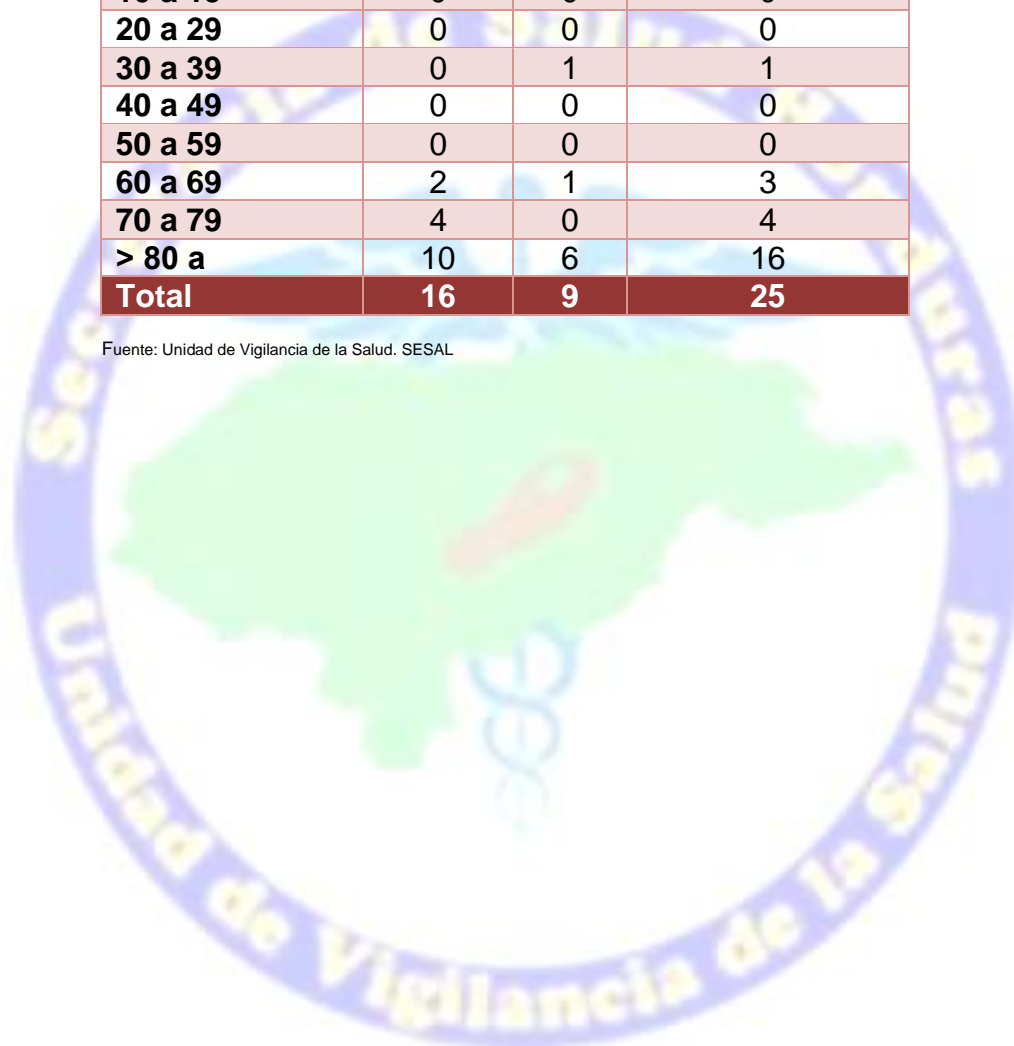 20 a 29 0 0 0
30 a 39 0 1 1
40 a 49 0 0 0
50 a 59 0 0 0
60 a 69 2 1 3
70 a 79 4 0 4
> 80 a 10 6 16
Total 16 9 25
Fuente: Unidad de Vigilancia de la Salud. SESAL
Unidad de Vigilancia de la Salud